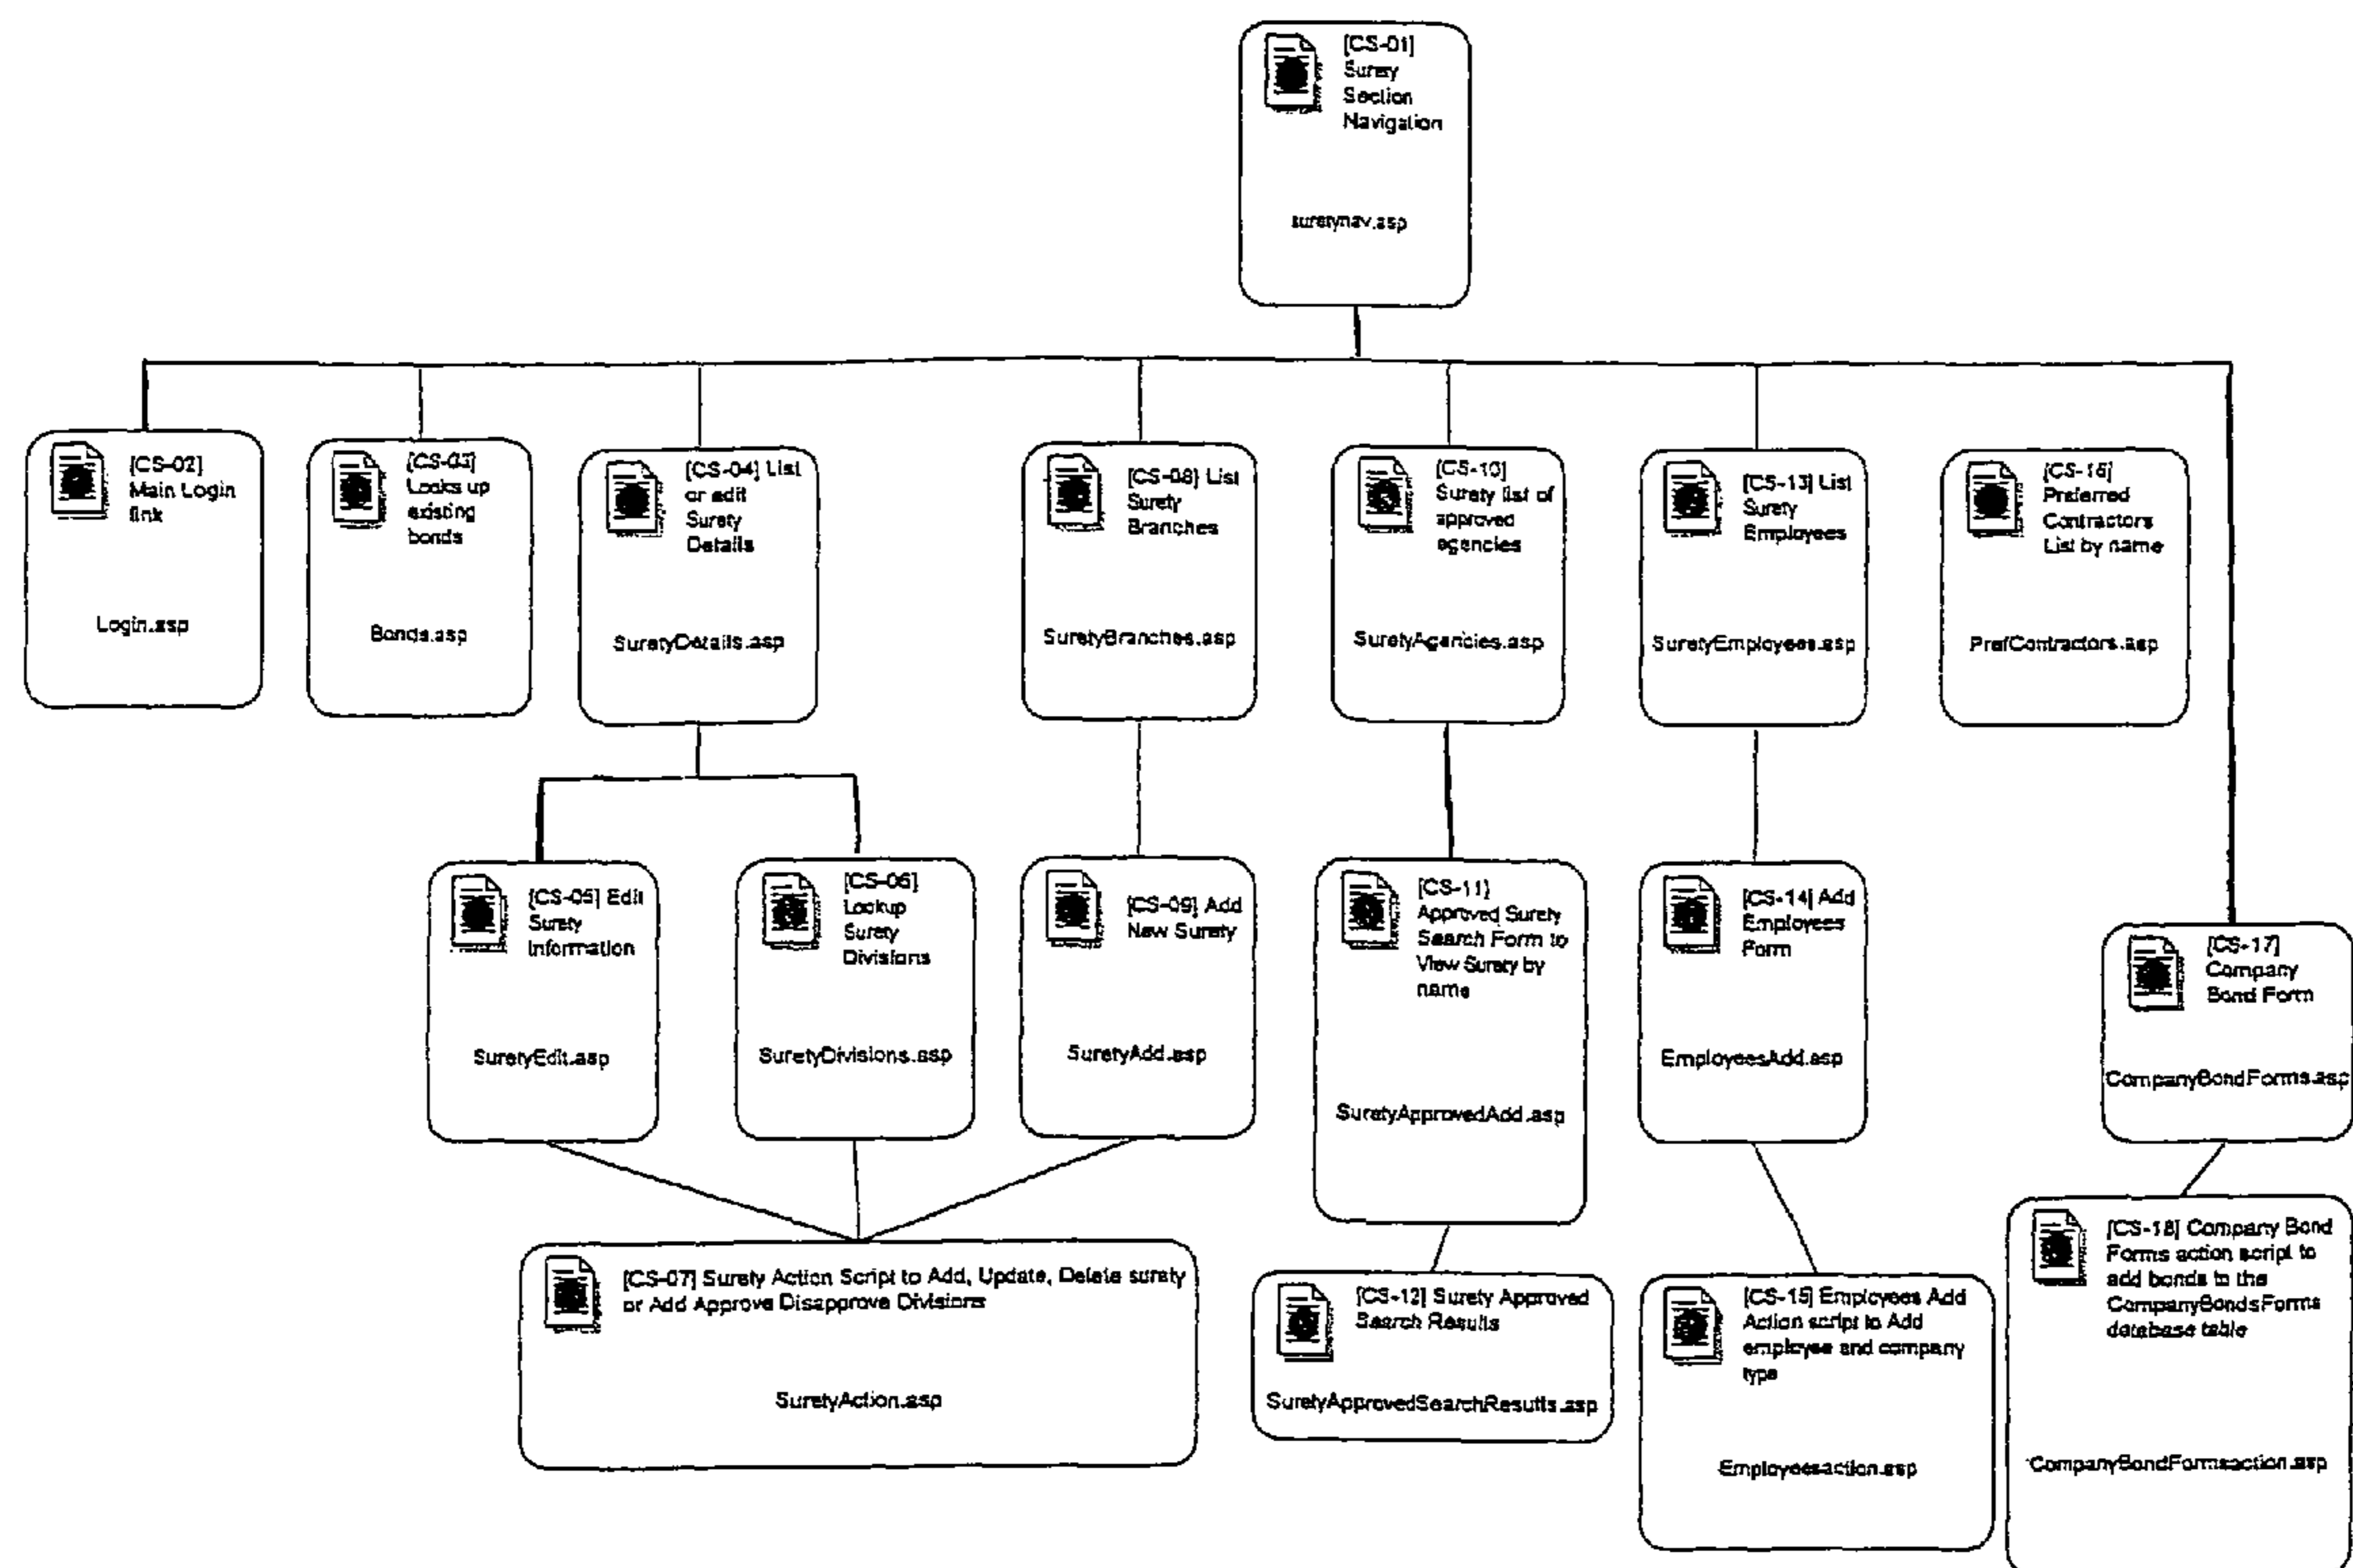 [CS-01]
Surety
Section
Navigation
suretynav.asp
[CS-02]
Main Login
link
Login.asp
[CS-03]
Looks up
existing
bonds
Bonds.asp
[CS-04] List
or edit
Surety
Details
SuretyDetails.asp
[CS-08] List
Surety
Branches
SuretyBranches.asp
[CS-10]
Surety list of
approved
agencies
SuretyAgencies.asp
[CS-13] List
Surety
Employees
SuretyEmployees.asp
[CS-16]
Preferred
Contractors
List by name
PrefContractors.asp
[CS-05] Edit
Surety
Information
SuretyEdit.asp
[CS-06]
Lookup
Surety
Divisions
SuretyDivisions.asp
[CS-09] Add
New Surety
SuretyAdd.asp
[CS-11]
Approved Surety
Search Form to
View Surety by
name
SuretyApprovedAdd.asp
[CS-14] Add
Employees
Form
EmployeesAdd.asp
[CS-17]
Company
Bond Form
CompanyBondForms.asp
[CS-07] Surety Action Script to Add, Update, Delete surety
or Add Approve Disapprove Divisions
SuretyAction.asp
[CS-12] Surety Approved
Search Results
SuretyApprovedSearchResults.asp
[CS-15] Employees Add
Action script to Add
employee and company
type
Employeesaction.asp
[CS-18] Company Bond
Forms action script to
add bonds to the
CompanyBondsForms
database table
CompanyBondFormsaction.asp